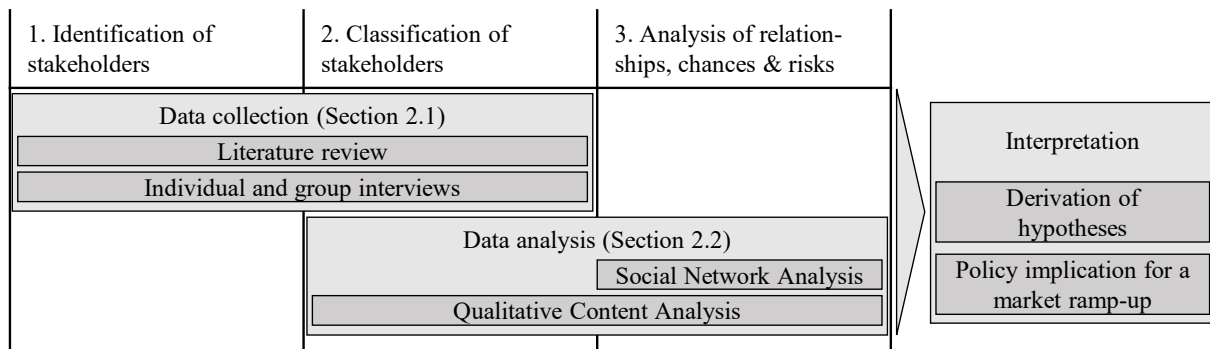 1. Identification of
stakeholders
2. Classification of
stakeholders
3. Analysis of relation-
ships, chances & risks
Data collection (Section 2.1)
Literature review
Individual and group interviews
Data analysis (Section 2.2)
Social Network Analysis
Qualitative Content Analysis
Interpretation
Derivation of
hypotheses
Policy implication for a
market ramp-up